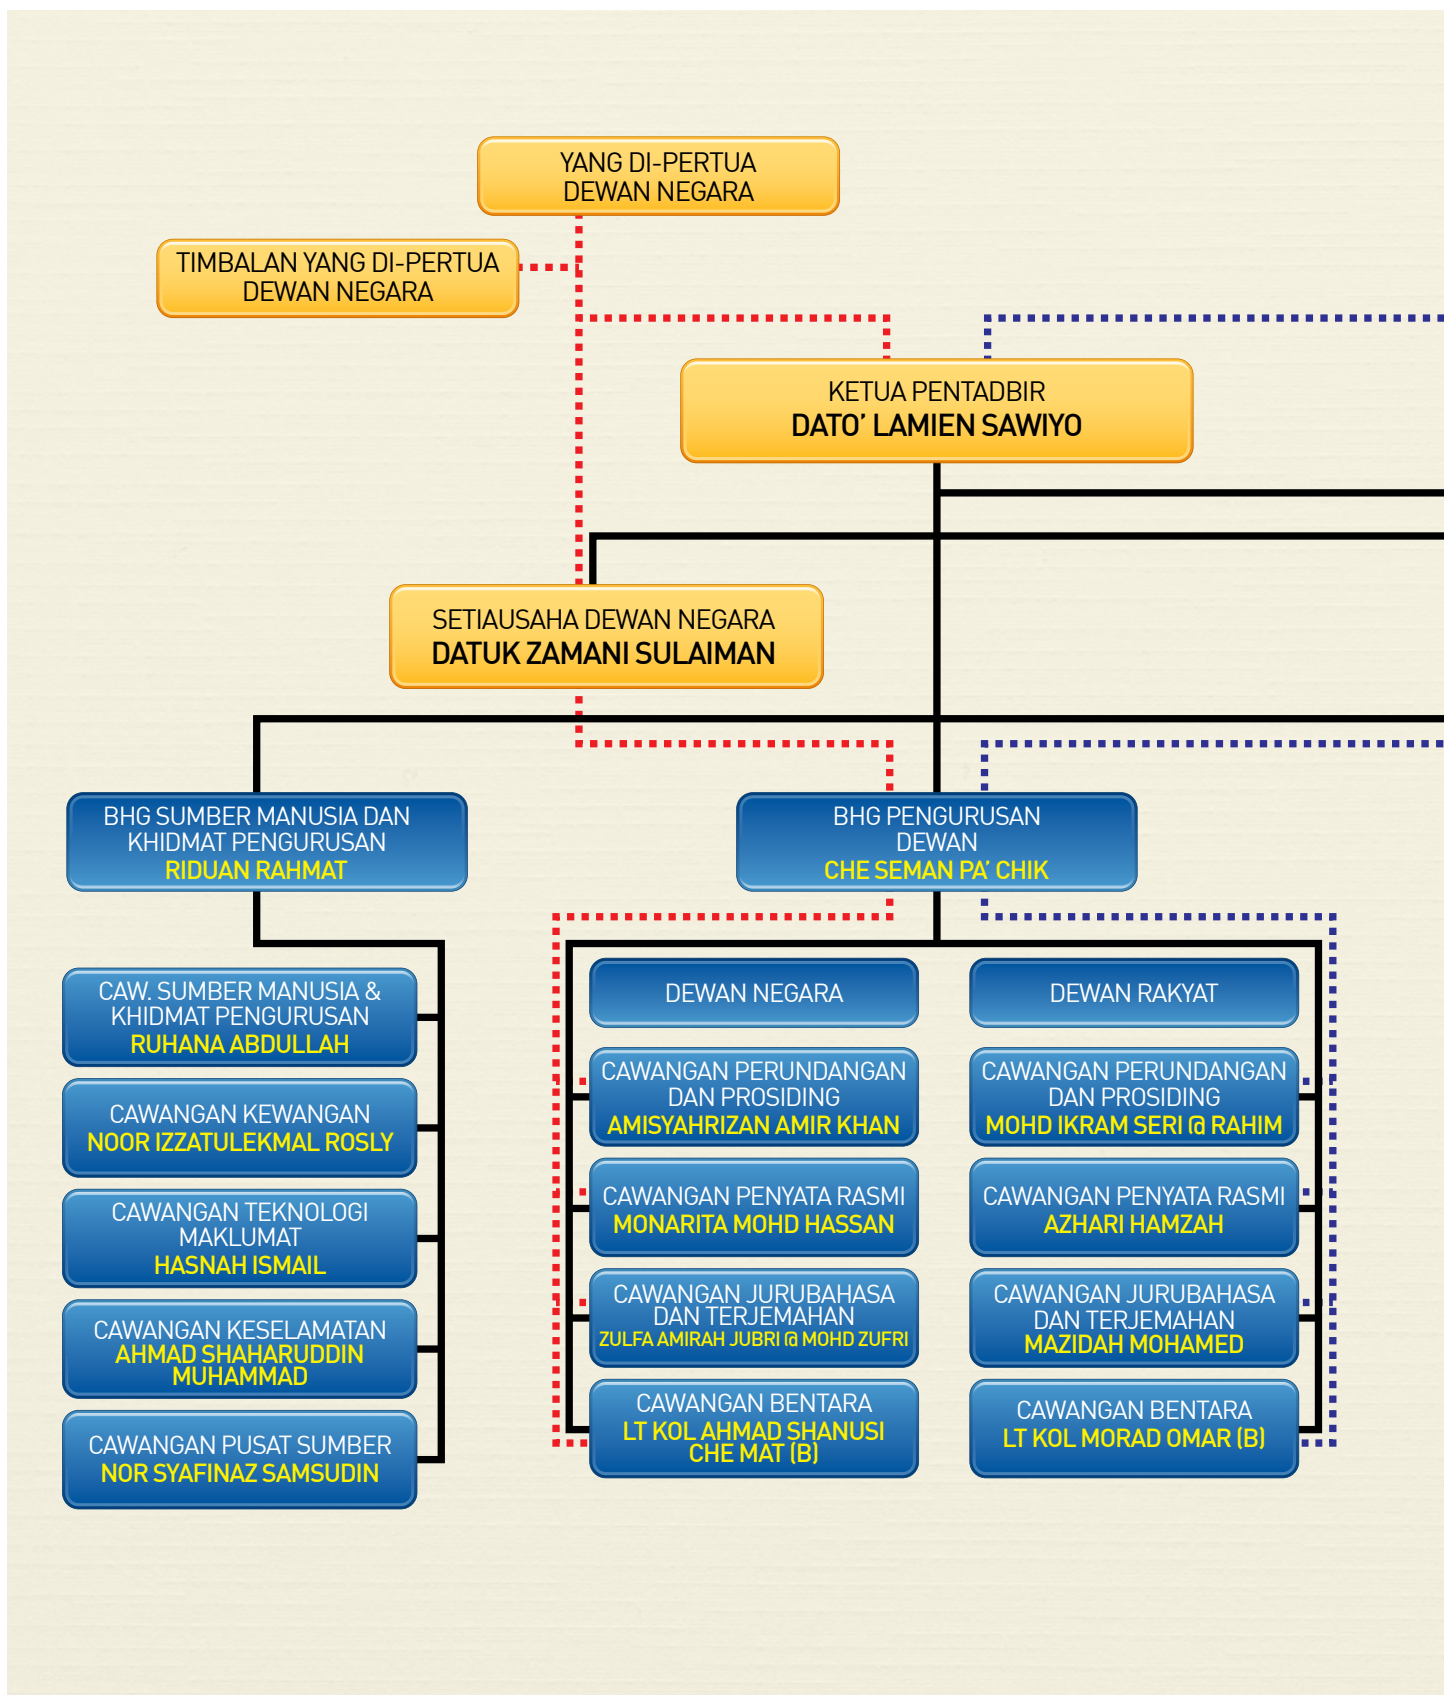 YANG DI-PERTUA
DEWAN NEGARA
TIMBALAN YANG DI-PERTUA
DEWAN NEGARA
KETUA PENTADBIR
DATO’ LAMIEN SAWIYO
SETIAUSAHA DEWAN NEGARA
DATUK ZAMANI SULAIMAN
BHG SUMBER MANUSIA DAN
KHIDMAT PENGURUSAN
RIDUAN RAHMAT
BHG PENGURUSAN
DEWAN
CHE SEMAN PA’ CHIK
CAW. SUMBER MANUSIA &
KHIDMAT PENGURUSAN
RUHANA ABDULLAH
CAWANGAN KEWANGAN
NOOR IZZATULEKMAL ROSLY
CAWANGAN TEKNOLOGI
MAKLUMAT
HASNAH ISMAIL
CAWANGAN KESELAMATAN
AHMAD SHAHARUDDIN
MUHAMMAD
CAWANGAN PUSAT SUMBER
NOR SYAFINAZ SAMSUDIN
DEWAN NEGARA
CAWANGAN PERUNDANGAN
DAN PROSIDING
AMISYAHRIZAN AMIR KHAN
CAWANGAN PENYATA RASMI
MONARITA MOHD HASSAN
CAWANGAN JURUBAHASA
DAN TERJEMAHAN
ZULFA AMIRAH JUBRI @ MOHD ZUFRI
CAWANGAN BENTARA
LT KOL AHMAD SHANUSI
CHE MAT (B)
DEWAN RAKYAT
CAWANGAN PERUNDANGAN
DAN PROSIDING
MOHD IKRAM SERI @ RAHIM
CAWANGAN PENYATA RASMI
AZHARI HAMZAH
CAWANGAN JURUBAHASA
DAN TERJEMAHAN
MAZIDAH MOHAMED
CAWANGAN BENTARA
LT KOL MORAD OMAR (B)